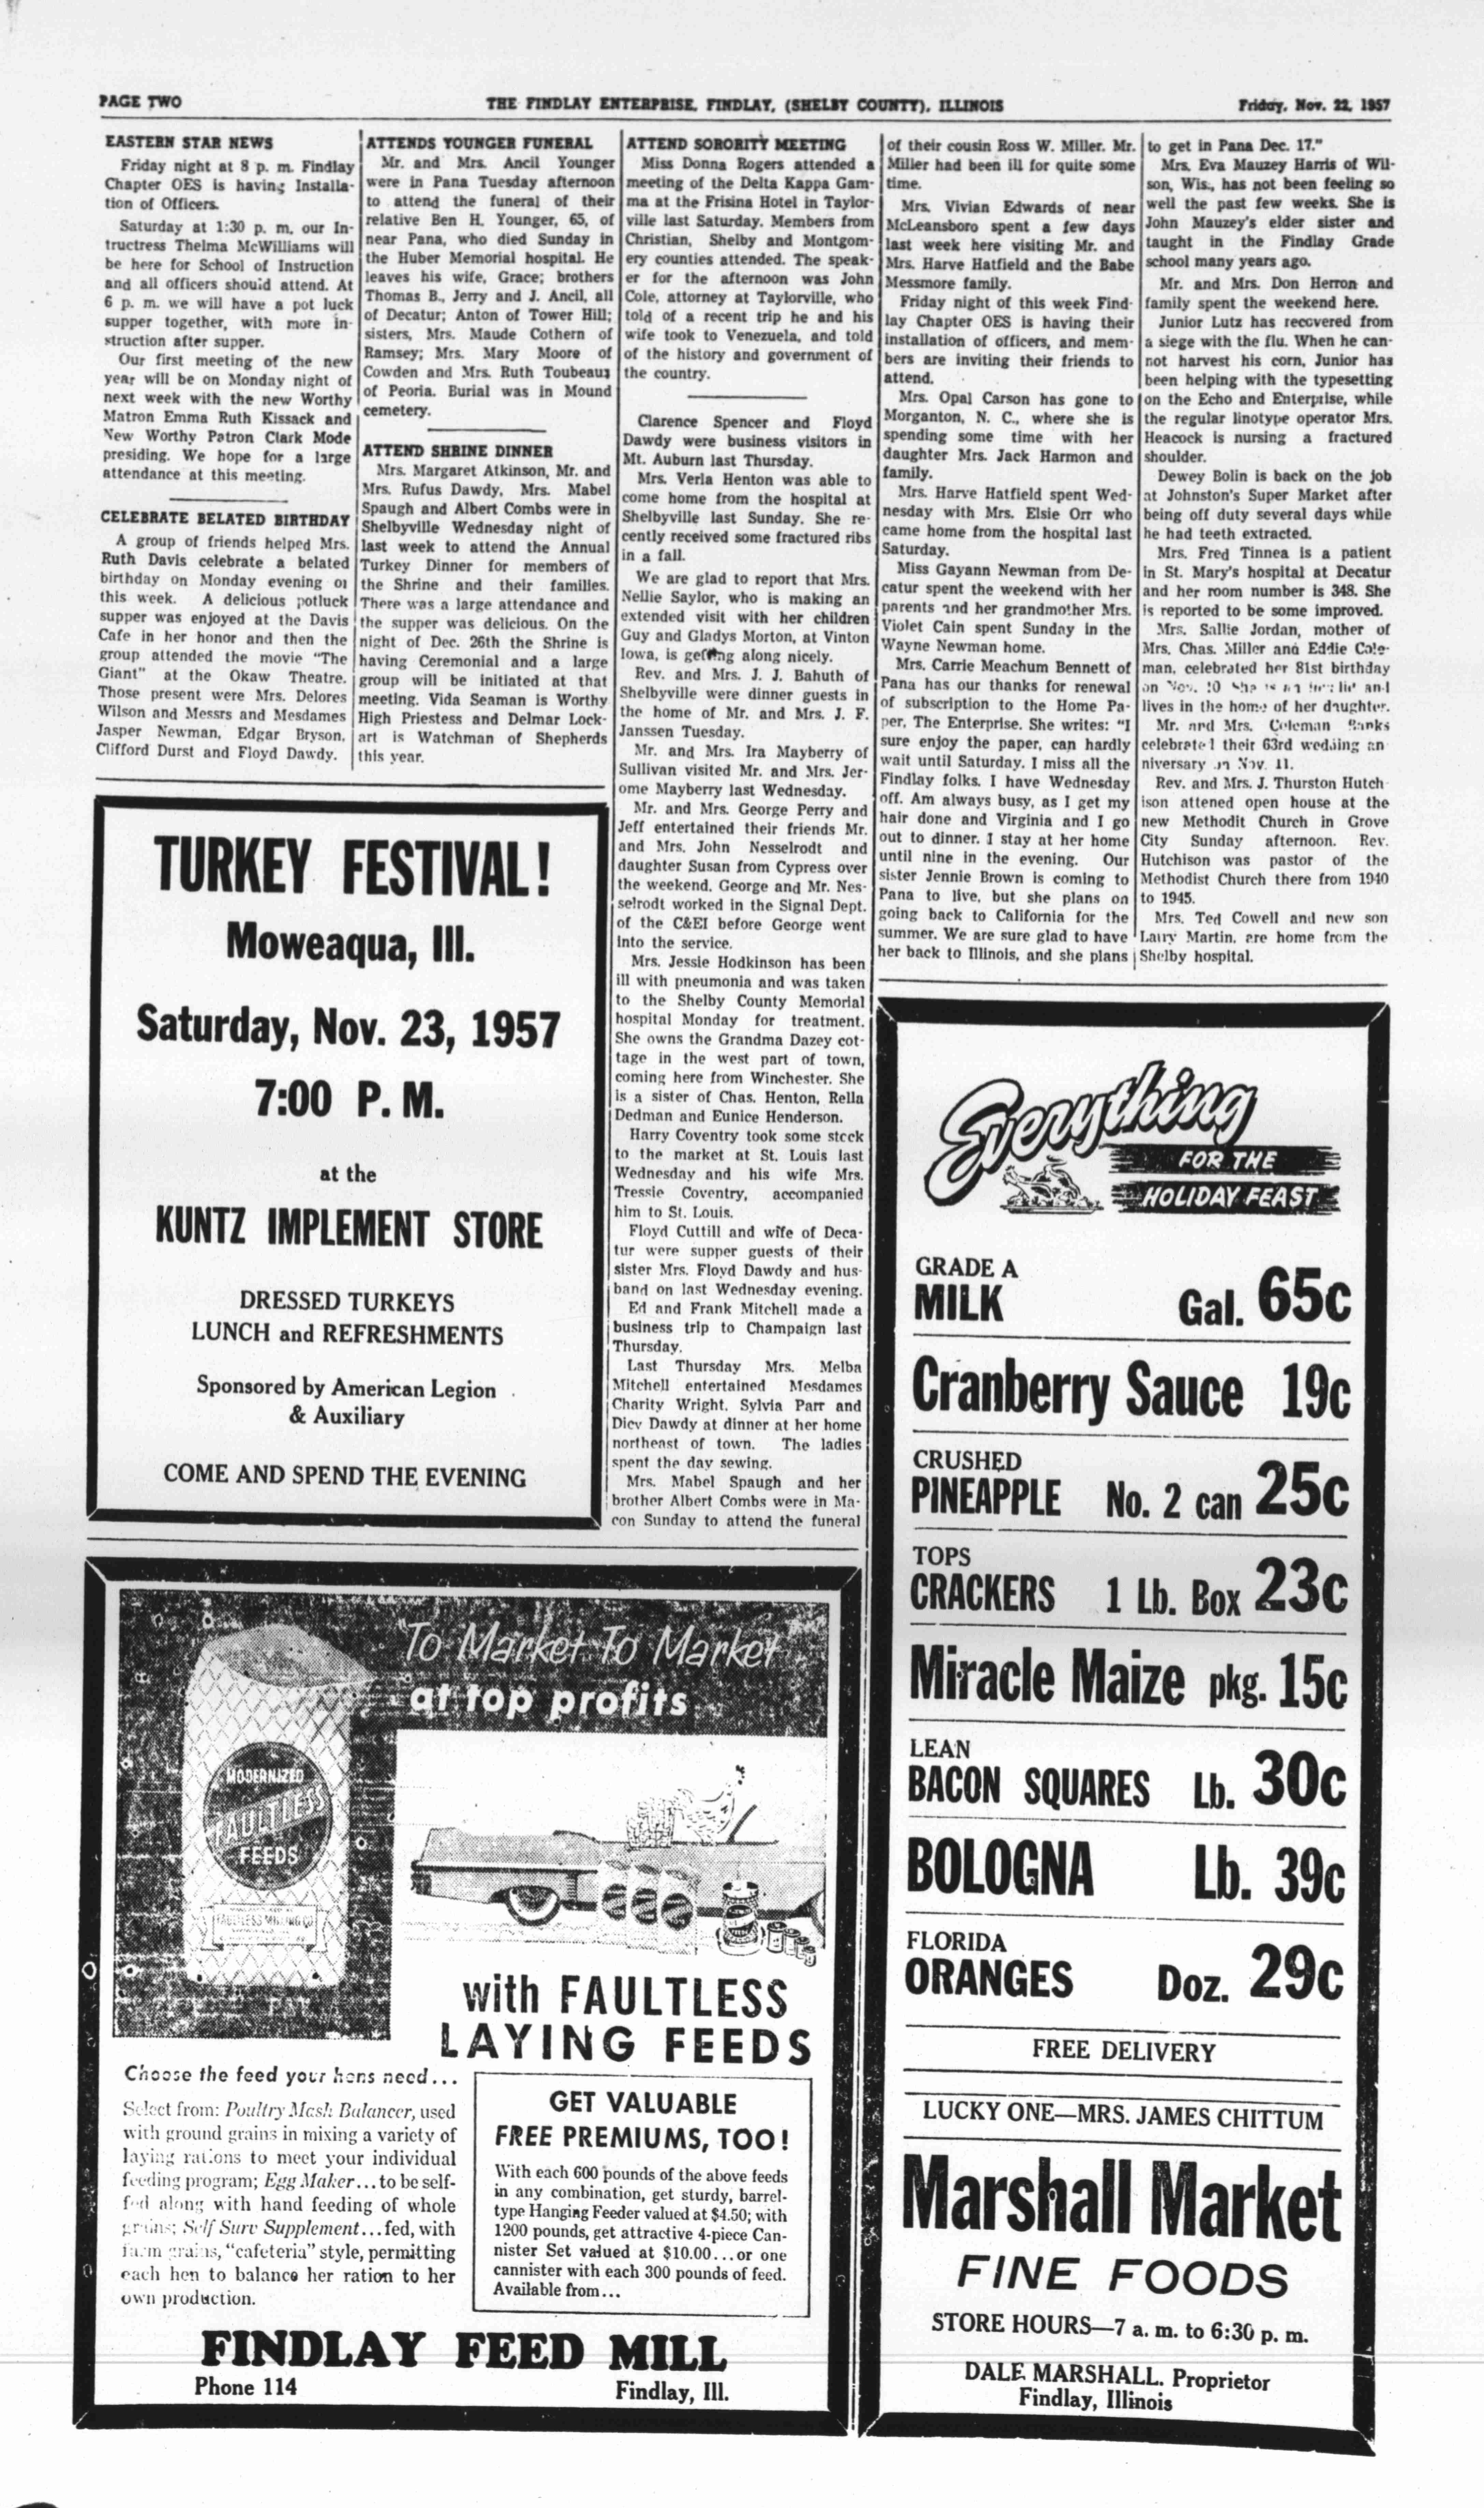 PAGE TWO
THE FINDLAY ENTERPRISE, FINDLAY, (SHELBY COUNTY), ILLINOIS
Friday, Nov. 22, 1957
EASTERN STAR NEWS
Friday night at 8 p. m. Findlay
Chapter OES is having Installa-
tion of Officers.
Saturday at 1:30 p. m. our In-
tructress Thelma McWilliams will
be here for School of Instruction
and all officers should attend. At
6 p. m. we will have a pot luck
supper together, with more in-
struction after supper.
Our first meeting of the new
year will be on Monday night of
next week with the new Worthy
Matron Emma Ruth Kissack and
New Worthy Patron Clark Mode
presiding. We hope for a large
attendance at this meeting.
CELEBRATE BELATED BIRTHDAY
A group of friends helped Mrs.
Ruth Davis celebrate a belated
birthday on Monday evening of
this week. A delicious potluck
supper was enjoyed at the Davis
Cafe in her honor and then the
group attended the movie "The
Giant" at the Okaw Theatre.
Those present were Mrs. Delores
Wilson and Messrs and Mesdames
Jasper Newman, Edgar Bryson,
Clifford Durst and Floyd Dawdy.
ATTENDS YOUNGER FUNERAL
Mr. and Mrs. Ancil Younger
were in Pana Tuesday afternoon
to attend the funeral of their
relative Ben H. Younger, 65, of
near Pana, who died Sunday in
the Huber Memorial hospital. He
leaves his wife, Grace; brothers
Thomas B., Jerry and J. Ancil, all
of Decatur; Anton of Tower Hill;
sisters, Mrs. Maude Cothern of
Ramsey; Mrs. Mary Moore of
Cowden and Mrs. Ruth Toubeaux
of Peoria. Burial was in Mound
cemetery.
ATTEND SHRINE DINNER
Mrs. Margaret Atkinson, Mr. and
Mrs. Rufus Dawdy, Mrs. Mabel
Spaugh and Albert Combs were in
Shelbyville Wednesday night of
last week to attend the Annual
Turkey Dinner for members of
the Shrine and their families.
There was a large attendance and
the supper was delicious. On the
night of Dec. 26th the Shrine is
having Ceremonial and a large
group will be initiated at that
meeting. Vida Seaman is Worthy
High Priestess and Delmar Lock-
art is Watchman of Shepherds
this year.
ATTEND SORORITY MEETING
Miss Donna Rogers attended a
meeting of the Delta Kappa Gam-
ma at the Frisina Hotel in Taylor-
ville last Saturday. Members from
Christian, Shelby and Montgom-
ery counties attended. The speak-
er for the afternoon was John
Cole, attorney at Taylorville, who
told of a recent trip he and his
wife took to Venezuela, and told
of the history and government of
the country.
Clarence Spencer and Floyd
Dawdy were business visitors in
Mt. Auburn last Thursday.
Mrs. Verla Henton was able to
come home from the hospital at
Shelbyville last Sunday. She re-
cently received some fractured ribs
in a fall.
We are glad to report that Mrs.
Nellie Saylor, who is making an
extended visit with her children
Guy and Gladys Morton, at Vinton
Iowa, is getting along nicely.
Rev. and Mrs. J. J. Bahuth of
Shelbyville were dinner guests in
the home of Mr. and Mrs. J. F.
Janssen Tuesday.
Mr. and Mrs. Ira Mayberry of
Sullivan visited Mr. and Mrs. Jer-
ome Mayberry last Wednesday.
Mr. and Mrs. George Perry and
Jeff entertained their friends Mr.
and Mrs. John Nesselrodt and
daughter Susan from Cypress over
the weekend. George and Mr. Nes-
selrodt worked in the Signal Dept.
of the C&EI before George went
into the service.
Mrs. Jessie Hodkinson has been
ill with pneumonia and was taken
to the Shelby County Memorial
hospital Monday for treatment.
She owns the Grandma Dazey cot-
tage in the west part of town,
coming here from Winchester. She
is a sister of Chas. Henton, Rella
Dedman and Eunice Henderson.
Harry Coventry took some stock
to the market at St. Louis last
Wednesday and his wife Mrs.
Tressie Coventry, accompanied
him to St. Louis.
Floyd Cuttill and wife of Deca-
tur were supper guests of their
sister Mrs. Floyd Dawdy and hus-
band on last Wednesday evening.
Ed and Frank Mitchell made a
business trip to Champaign last
Thursday.
Last Thursday Mrs. Melba
Mitchell entertained Mesdames
Charity Wright, Sylvia Parr and
Dicy Dawdy at dinner at her home
northeast of town. The ladies
spent the day sewing.
Mrs. Mabel Spaugh and her
brother Albert Combs were in Ma-
con Sunday to attend the funeral
of their cousin Ross W. Miller. Mr.
Miller had been ill for quite some
time.
Mrs. Vivian Edwards of near
McLeansboro spent a few days
last week here visiting Mr. and
Mrs. Harve Hatfield and the Babe
Messmore family.
Friday night of this week Find-
lay Chapter OES is having their
installation of officers, and mem-
bers are inviting their friends to
attend.
Mrs. Opal Carson has gone to
Morganton, N. C., where she is
spending some time with her
daughter Mrs. Jack Harmon and
family.
Mrs. Harve Hatfield spent Wed-
nesday with Mrs. Elsie Orr who
came home from the hospital last
Saturday.
Miss Gayann Newman from De-
catur spent the weekend with her
parents and her grandmother Mrs.
Violet Cain spent Sunday in the
Wayne Newman home.
Mrs. Carrie Meachum Bennett of
Pana has our thanks for renewal
of subscription to the Home Pa-
per, The Enterprise. She writes: "I
sure enjoy the paper, can hardly
wait until Saturday. I miss all the
Findlay folks. I have Wednesday
off. Am always busy, as I get my
hair done and Virginia and I go
out to dinner. I stay at her home
until nine in the evening. Our
sister Jennie Brown is coming to
Pana to live, but she plans on
going back to California for the
summer. We are sure glad to have
her back to Illinois, and she plans
to get in Pana Dec. 17."
Mrs. Eva Mauzey Harris of Wil-
son, Wis., has not been feeling so
well the past few weeks. She is
John Mauzey's elder sister and
taught in the Findlay Grade
school many years ago.
Mr. and Mrs. Don Herron and
family spent the weekend here.
Junior Lutz has recovered from
a siege with the flu. When he can-
not harvest his corn, Junior has
been helping with the typesetting
on the Echo and Enterprise, while
the regular linotype operator Mrs.
Heacock is nursing a fractured
shoulder.
Dewey Bolin is back on the job
at Johnston's Super Market after
being off duty several days while
he had teeth extracted.
Mrs. Fred Tinnea is a patient
in St. Mary's hospital at Decatur
and her room number is 348. She
is reported to be some improved.
Mrs. Sallie Jordan, mother of
Mrs. Chas. Miller and Eddie Cole-
man, celebrated her 81st birthday
on Nov. 10 She is an and
lives in the home of her daughter.
Mr. and Mrs. Coleman Banks
celebrated their 63rd wedding an
niversary on Nov. 11.
Rev. and Mrs. J. Thurston Hutch
ison attened open house at the
new Methodit Church in Grove
City Sunday afternoon. Rev.
Hutchison was pastor of the
Methodist Church there from 1940
to 1945.
Mrs. Ted Cowell and new son
Larry Martin, are home from the
Shelby hospital.
TURKEY FESTIVAL!
Moweaqua, Ill.
Saturday, Nov. 23, 1957
7:00 P. M.
at the
KUNTZ IMPLEMENT STORE
DRESSED TURKEYS
LUNCH and REFRESHMENTS
Sponsored by American Legion
& Auxiliary
COME AND SPEND THE EVENING
"To Market To Market"
at top profits
MODERNIZED
FAULTLESS
FEEDS
FAULTLESS MILLING CO
with FAULTLESS
LAYING FEEDS
Choose the feed your hens need...
Select from: Poultry Mash Balancer, used
with ground grains in mixing a variety of
laying rations to meet your individual
feeding program; Egg Maker...to be self-
fed along with hand feeding of whole
grains; Self Surv Supplement...fed, with
farm grains, "cafeteria" style, permitting
each hen to balance her ration to her
own production.
GET VALUABLE
FREE PREMIUMS, TOO!
With each 600 pounds of the above feeds
in any combination, get sturdy, barrel-
type Hanging Feeder valued at $4.50; with
1200 pounds, get attractive 4-piece Can-
nister Set valued at $10.00...or one
cannister with each 300 pounds of feed.
Available from...
FINDLAY FEED MILL
Phone 114
Findlay, Ill.
Everything
FOR THE
HOLIDAY FEAST
GRADE A
MILK Gal. 65c
Cranberry Sauce 19c
CRUSHED
PINEAPPLE No. 2 can 25c
TOPS
CRACKERS 1 Lb. Box 23c
Miracle Maize pkg. 15c
LEAN
BACON SQUARES Lb. 30c
BOLOGNA Lb. 39c
FLORIDA
ORANGES Doz. 29c
FREE DELIVERY
LUCKY ONE—MRS. JAMES CHITTUM
Marshall Market
FINE FOODS
STORE HOURS—7 a. m. to 6:30 p. m.
DALE MARSHALL, Proprietor
Findlay, Illinois